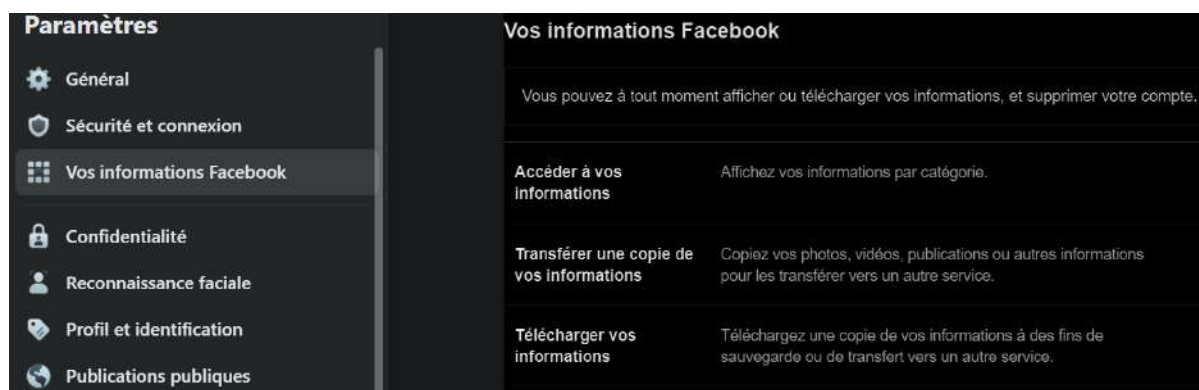 Paramètres
Général
Sécurité et connexion
Vos informations Facebook
Confidentialité
Reconnaissance faciale
Profil et identification
Publications publiques
Vos informations Facebook
Vous pouvez à tout moment afficher ou télécharger vos informations, et supprimer votre compte.
Accéder à vos
informations
Affichez vos informations par catégorie.
Transférer une copie de
vos informations
Copiez vos photos, vidéos, publications ou autres informations
pour les transférer vers un autre service.
Télécharger vos
informations
Téléchargez une copie de vos informations à des fins de
sauvegarde ou de transfert vers un autre service.